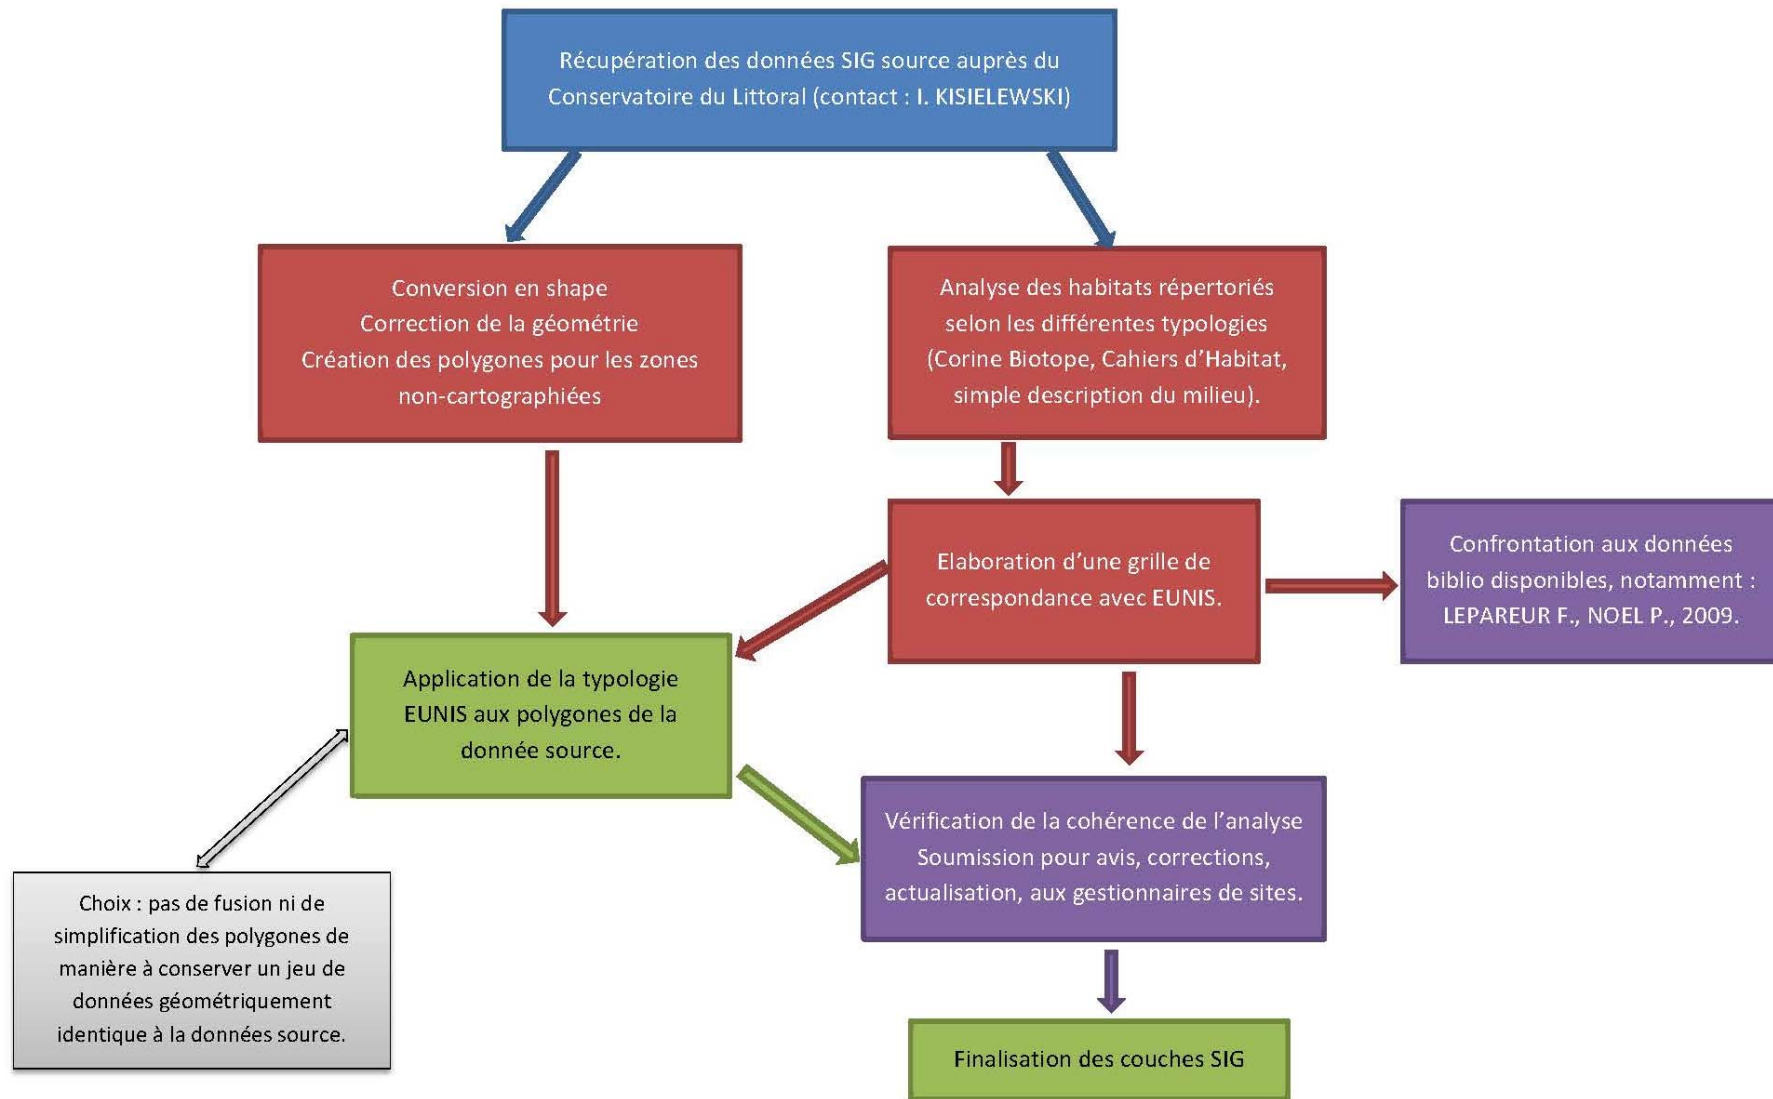 Récupération des données SIG source auprès du
Conservatoire du Littoral (contact : I. KISIELEWSKI)
Conversion en shape
Correction de la géométrie
Création des polygones pour les zones
non-cartographiées
Analyse des habitats répertoriés
selon les différentes typologies
(Corine Biotope, Cahiers d’Habitat,
simple description du milieu).
Elaboration d’une grille de
correspondance avec EUNIS.
Confrontation aux données
biblio disponibles, notamment :
LEPAREUR F., NOEL P., 2009.
Application de la typologie
EUNIS aux polygones de la
donnée source.
Vérification de la cohérence de l’analyse
Soumission pour avis, corrections,
actualisation, aux gestionnaires de sites.
Choix : pas de fusion ni de
simplification des polygones de
manière à conserver un jeu de
données géométriquement
identique à la données source.
Finalisation des couches SIG